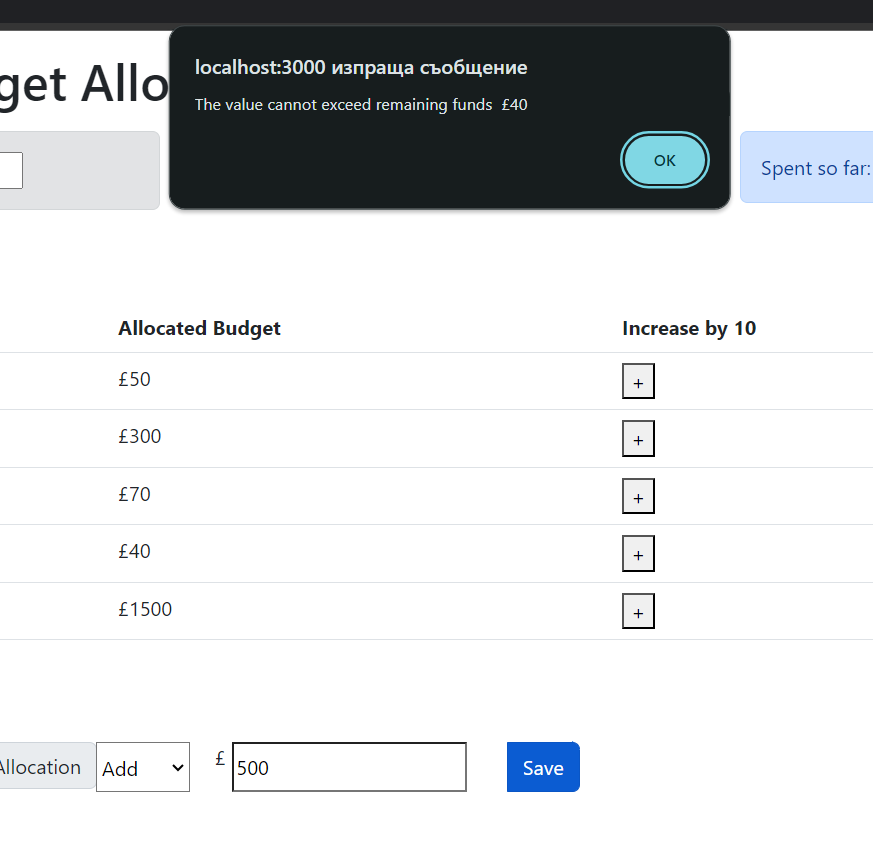 get Allo
localhost:3000 изпраща съобщение
The value cannot exceed remaining funds £40
OK
Spent so far:
Allocated Budget Increase by 10
£50 +
£300 +
£70 +
£40 +
£1500 +
Allocation Add £ 500 Save